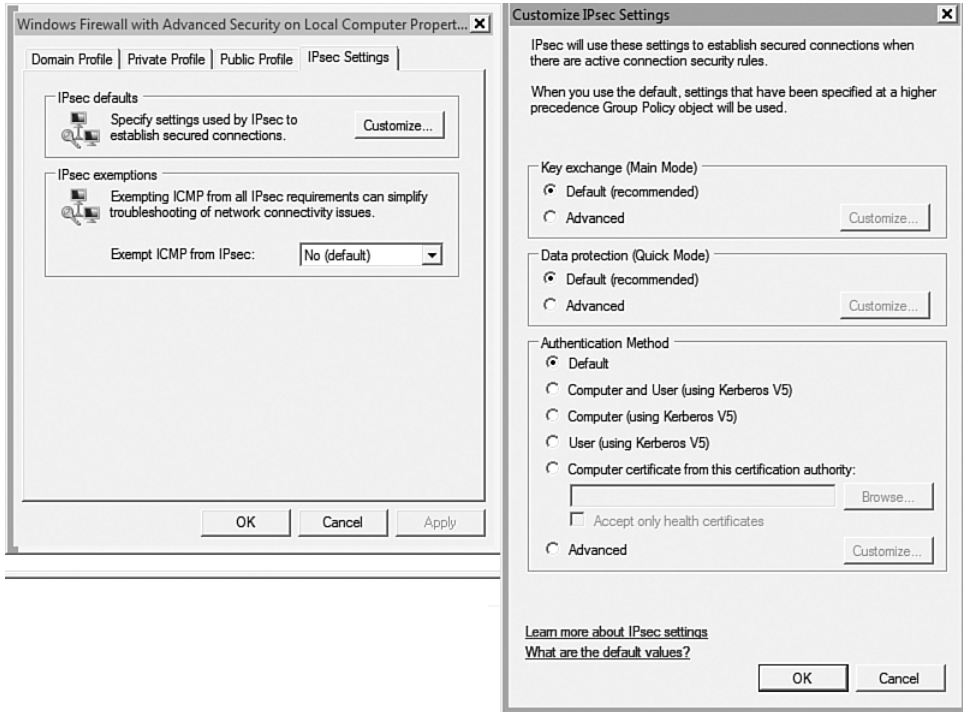 Windows Firewall with Advanced Security on Local Computer Propert...
Domain Profile
Private Profile
Public Profile
IPsec Settings
IPsec defaults
Specify settings used by IPsec to
establish secured connections.
Customize...
IPsec exemptions
Exempting ICMP from all IPsec requirements can simplify
troubleshooting of network connectivity issues.
Exempt ICMP from IPsec:
No (default)
OK
Cancel
Apply
Customize IPsec Settings
IPsec will use these settings to establish secured connections when
there are active connection security rules.
When you use the default, settings that have been specified at a higher
precedence Group Policy object will be used.
Key exchange (Main Mode)
Default (recommended)
Advanced
Customize...
Data protection (Quick Mode)
Default (recommended)
Advanced
Customize...
Authentication Method
Default
Computer and User (using Kerberos V5)
Computer (using Kerberos V5)
User (using Kerberos V5)
Computer certificate from this certification authority:
Browse...
Accept only health certificates
Advanced
Customize...
Learn more about IPsec settings
What are the default values?
OK
Cancel